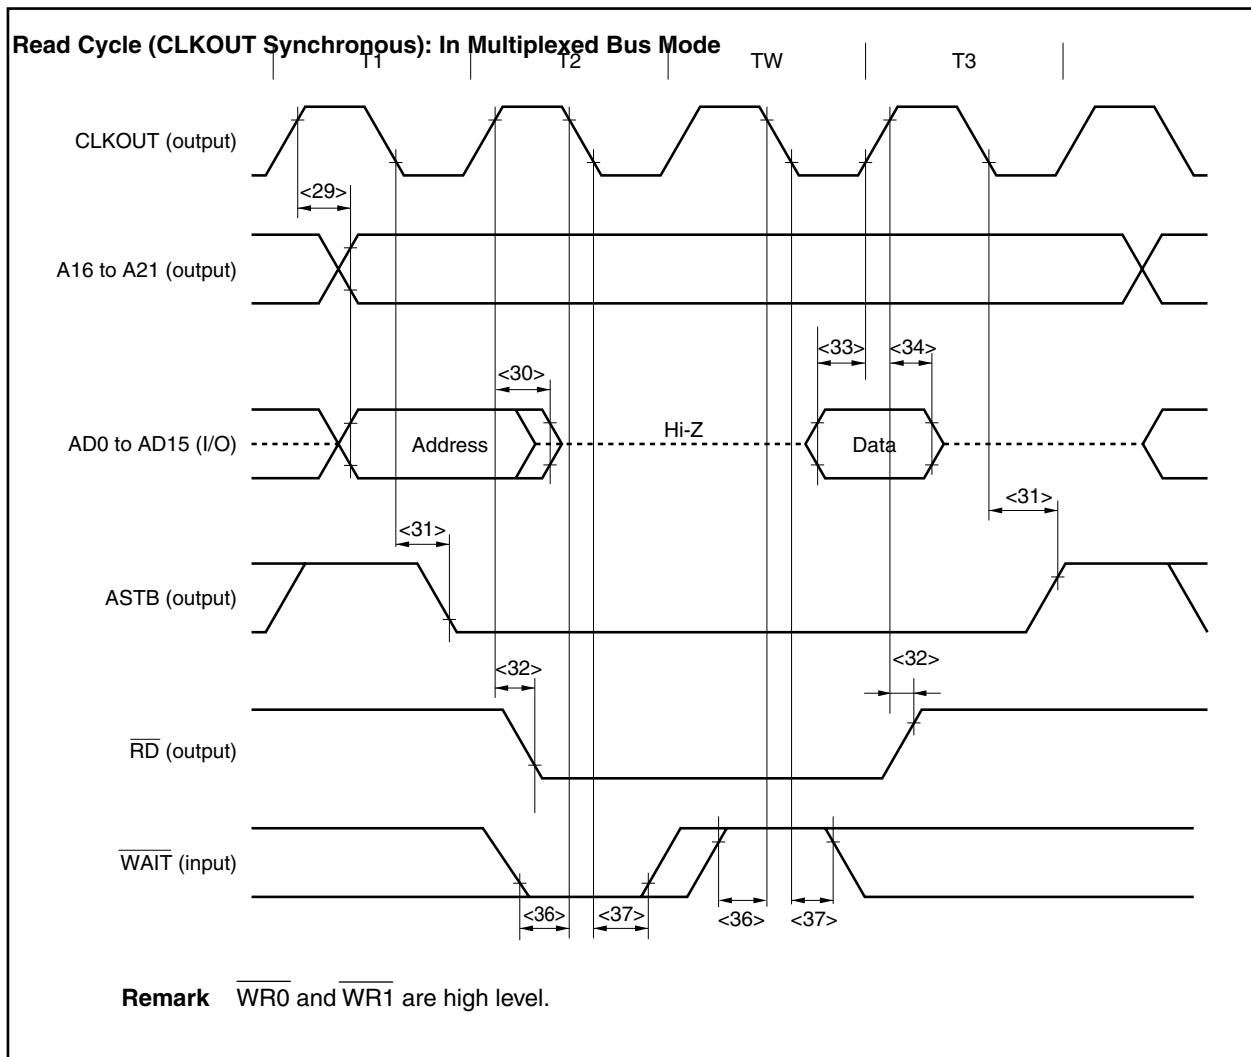 Read Cycle (CLKOUT Synchronous): In Multiplexed Bus Mode
T1 T2 TW T3
CLKOUT (output)
<29>
A16 to A21 (output)
<33> <34>
<30>
AD0 to AD15 (I/O) Address Hi-Z Data
<31>
<31>
ASTB (output)
<32> <32>
RD (output)
WAIT (input)
<36> <37> <36> <37>
Remark WR0 and WR1 are high level.